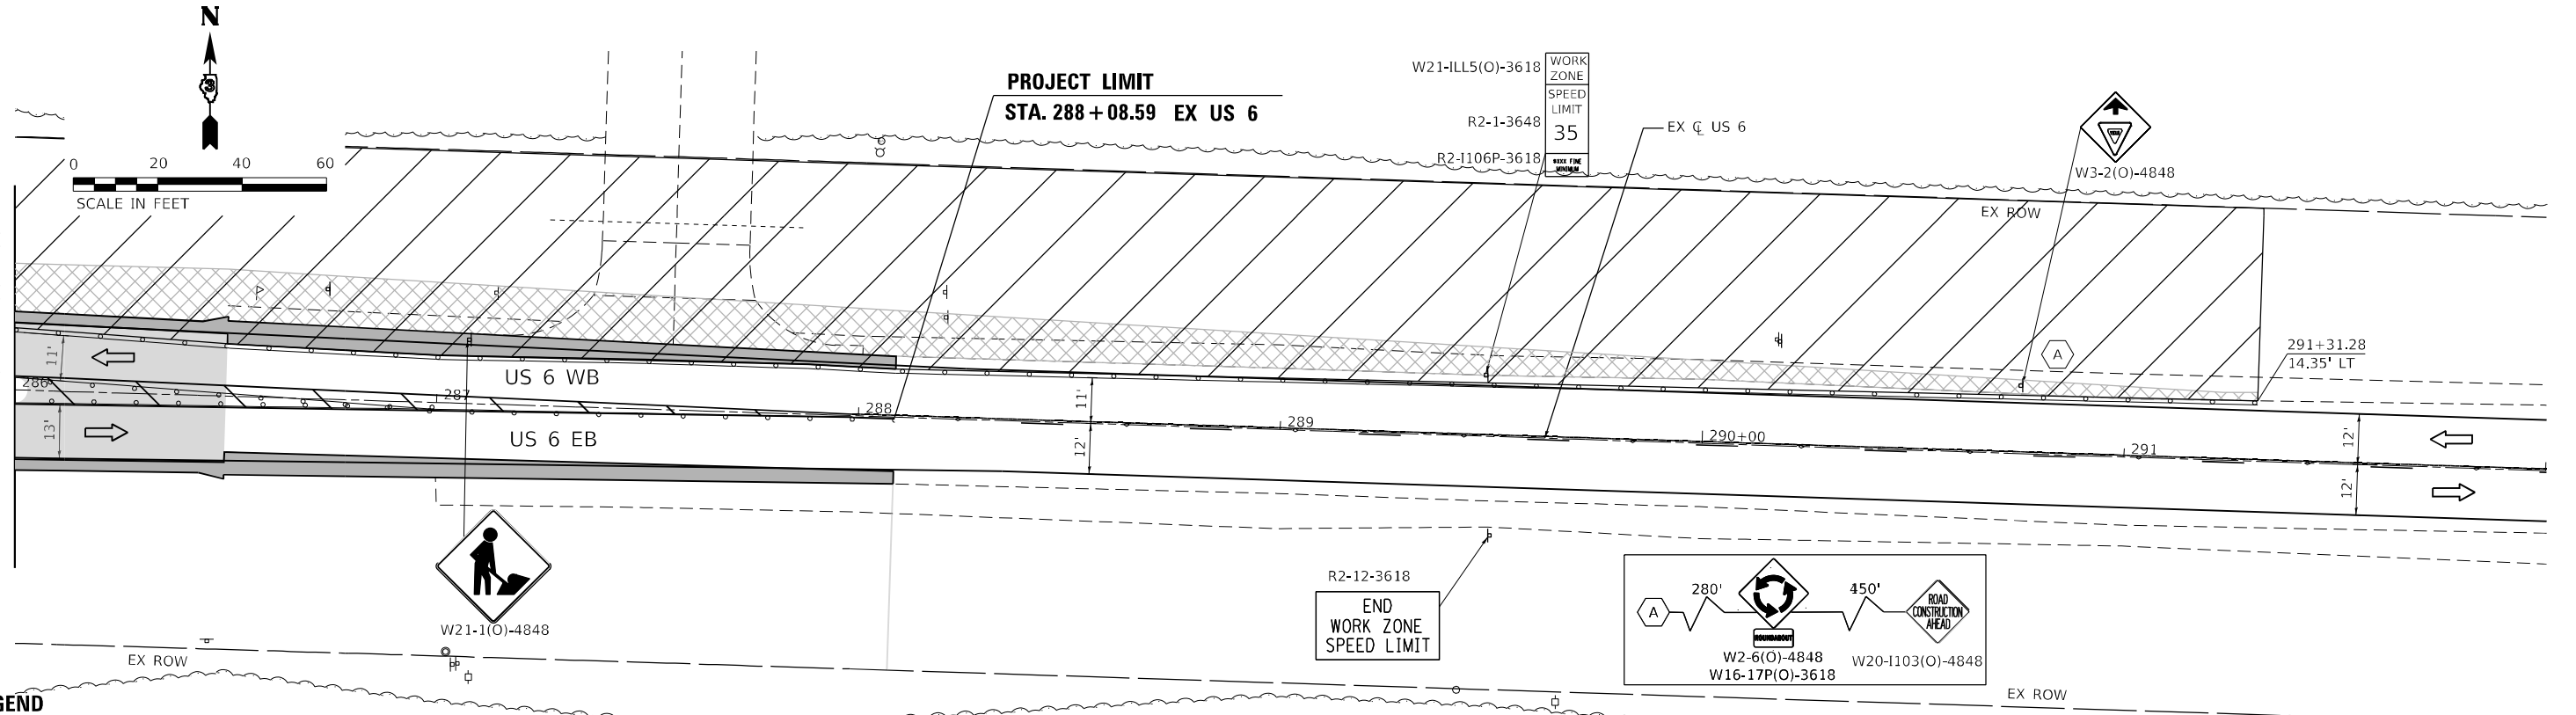 N
3
0 20 40 60
SCALE IN FEET
PROJECT LIMIT
STA. 288+08.59 EX US 6
W21-ILL5(O)-3618
R2-1-3648
R2-I106P-3618
WORK
ZONE
SPEED
LIMIT
35
$XXX FINE
MINIMUM
EX ℄ US 6
W3-2(O)-4848
EX ROW
A
291+31.28
14.35' LT
11'
US 6 WB
286
287
288
289
290+00
291
11'
12'
12'
12'
13'
US 6 EB
W21-1(O)-4848
R2-12-3618
END
WORK ZONE
SPEED LIMIT
A
280'
450'
ROUNDABOUT
ROAD
CONSTRUCTION
AHEAD
W2-6(O)-4848
W16-17P(O)-3618
W20-I103(O)-4848
EX ROW
EX ROW
GEND